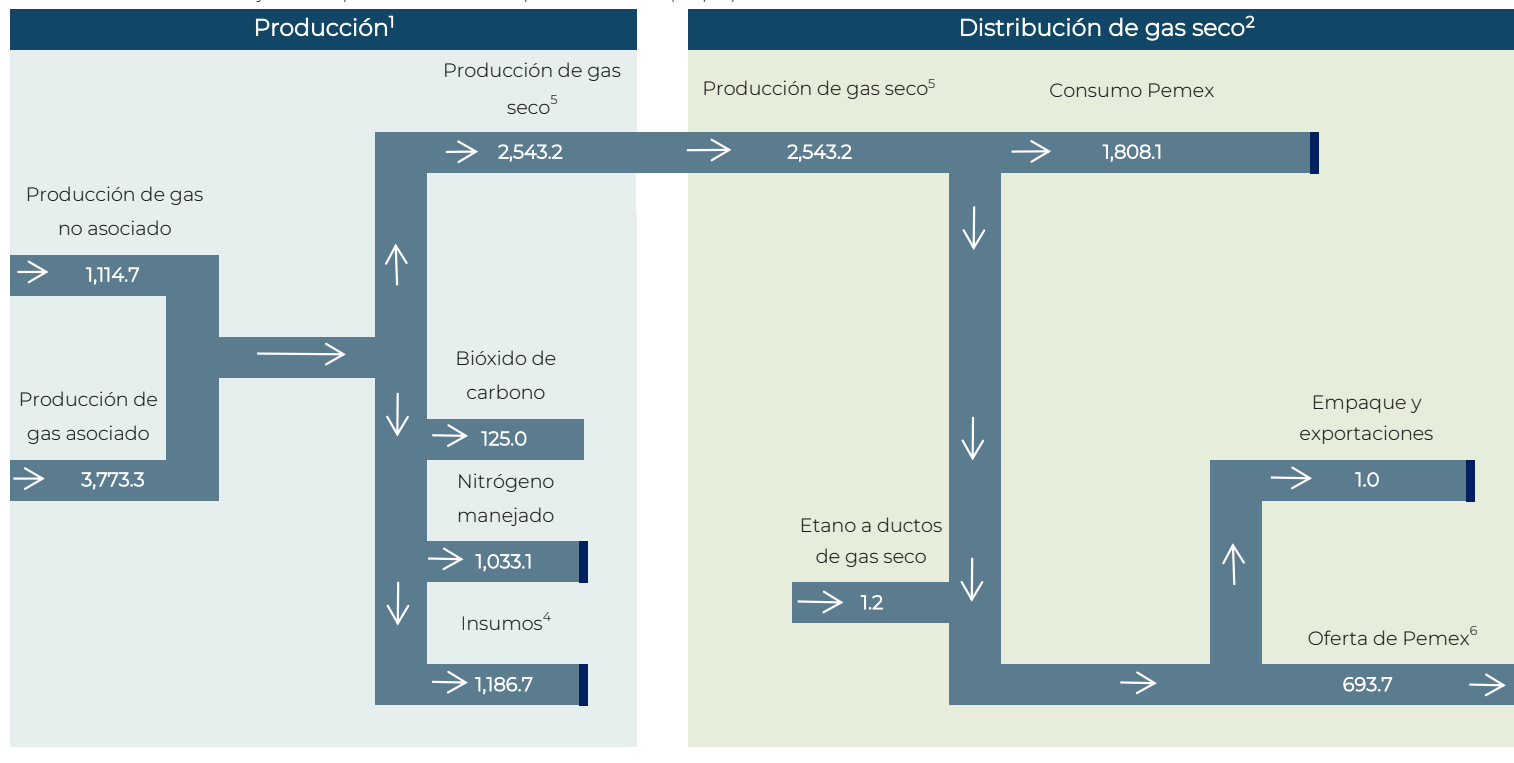 Producción¹
Producción de gas
seco⁵
2,543.2
Producción de gas
no asociado
1,114.7
Producción de
gas asociado
3,773.3
Bióxido de
carbono
125.0
Nitrógeno
manejado
1,033.1
Insumos⁴
1,186.7
Distribución de gas seco²
Producción de gas seco⁵
2,543.2
Consumo Pemex
1,808.1
Etano a ductos
de gas seco
1.2
Empaque y
exportaciones
1.0
Oferta de Pemex⁶
693.7